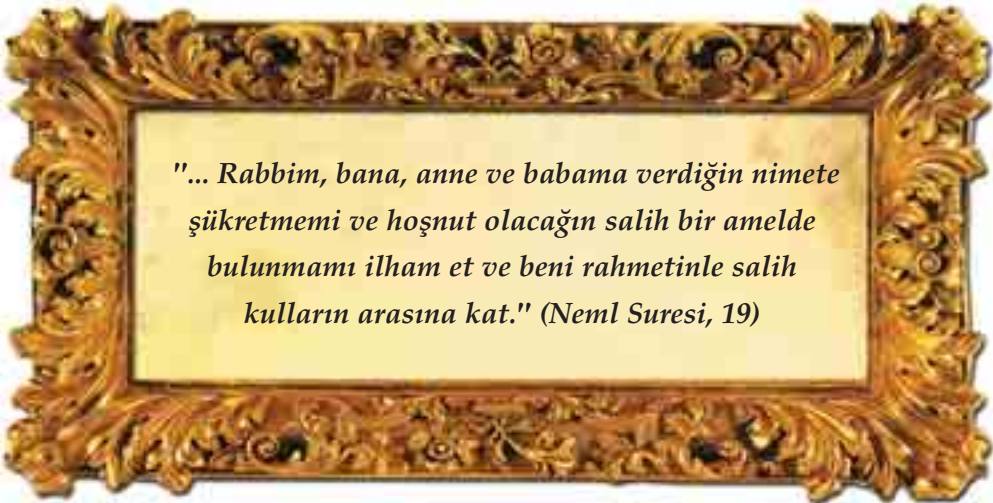 "... Rabbim, bana, anne ve babama verdiğin nimete
şükretmemi ve hoşnut olacağın salih bir amelde
bulunmamı ilham et ve beni rahmetinle salih
kulların arasına kat." (Neml Suresi, 19)